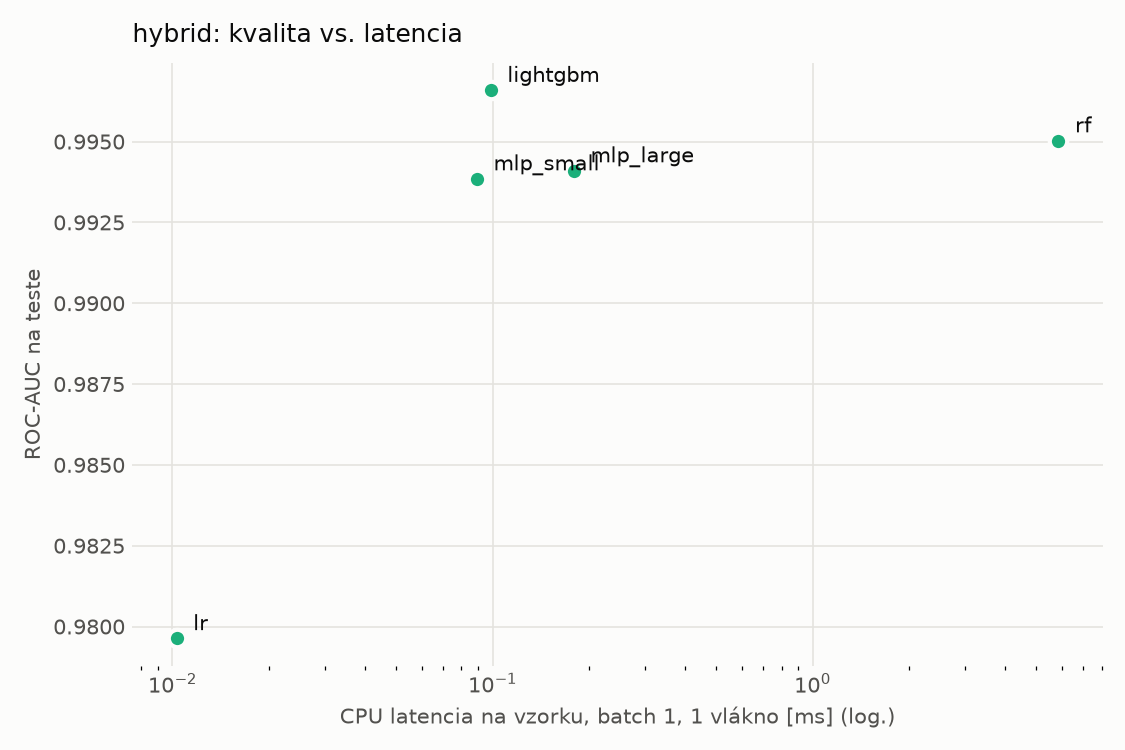 hybrid: kvalita vs. latencia
lightgbm
rf
mlp_large
mlp_small
lr
ROC-AUC na teste
0.9950
0.9925
0.9900
0.9875
0.9850
0.9825
0.9800
10⁻² 10⁻¹ 10⁰
CPU latencia na vzorku, batch 1, 1 vlákno [ms] (log.)